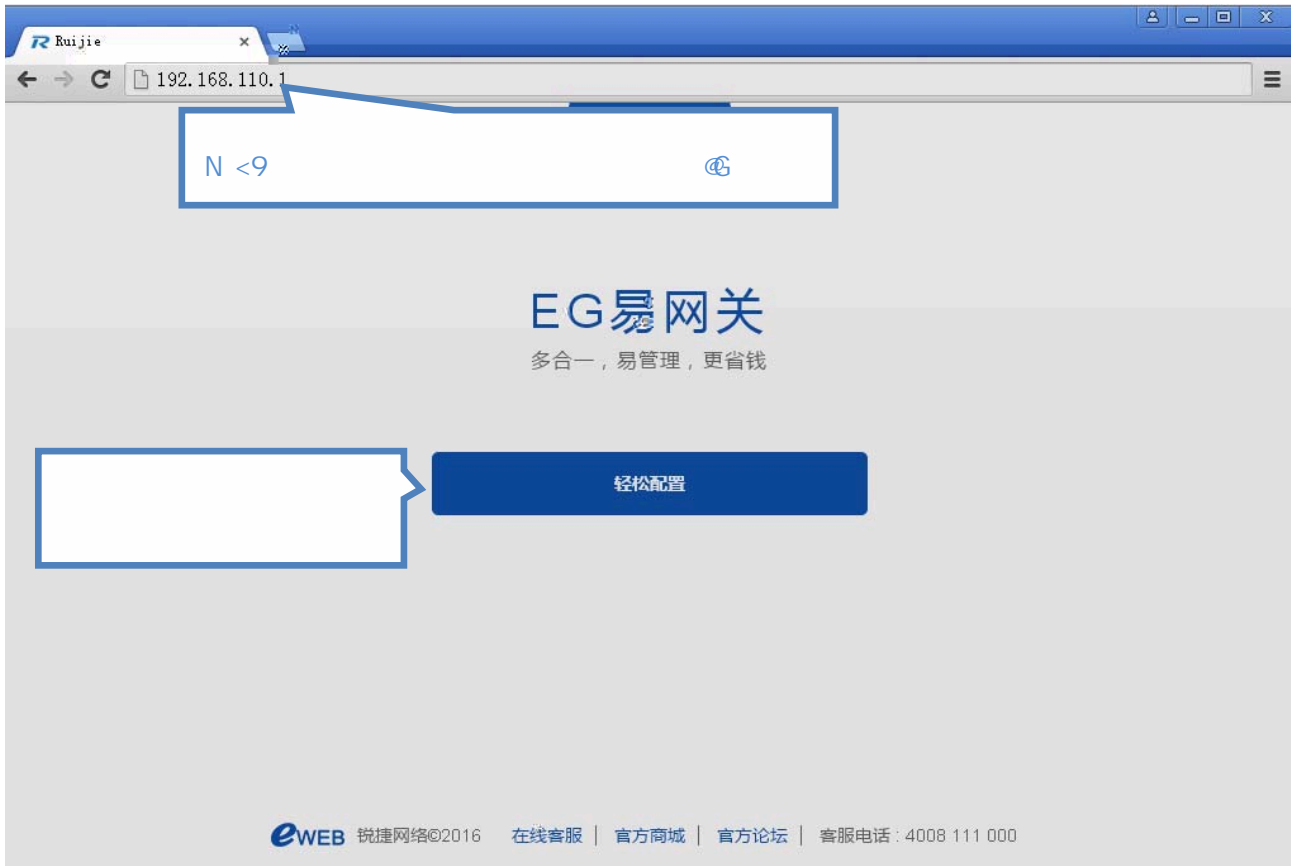 Ruijie
192.168.110.1
N <9 @G
EG易网关
多合一，易管理，更省钱
轻松配置
eWEB 锐捷网络©2016 在线客服 | 官方商城 | 官方论坛 | 客服电话 : 4008 111 000